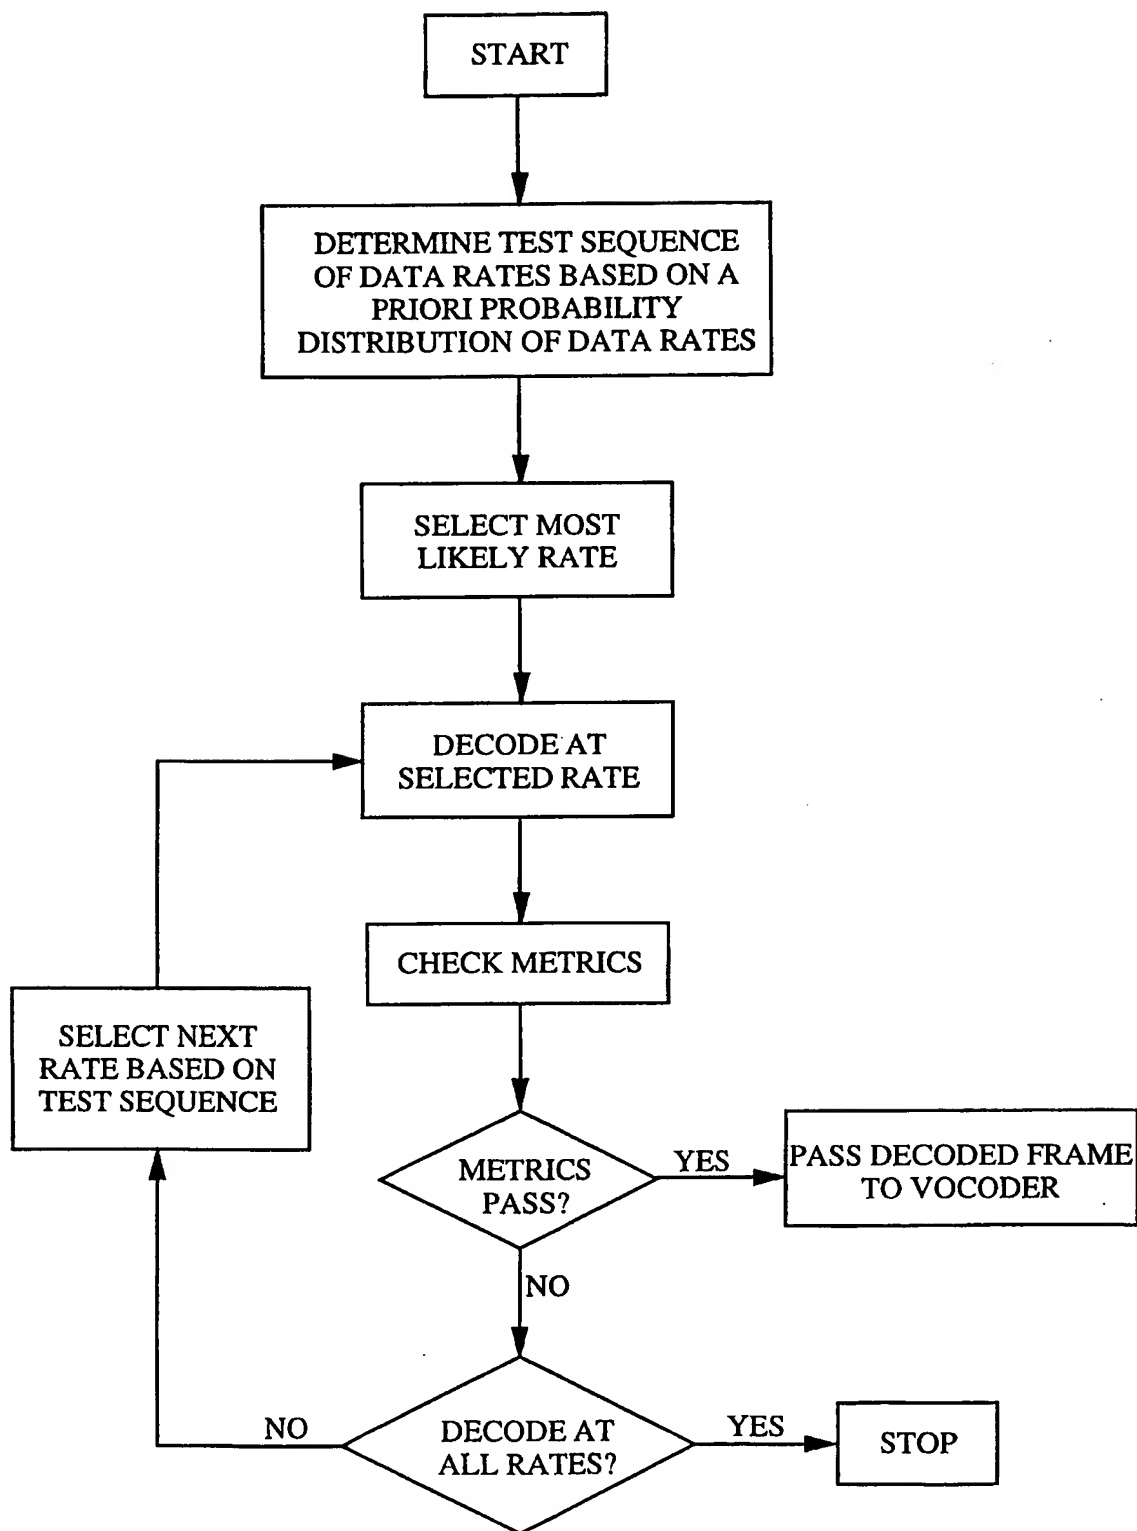 START
DETERMINE TEST SEQUENCE
OF DATA RATES BASED ON A
PRIORI PROBABILITY
DISTRIBUTION OF DATA RATES
SELECT MOST
LIKELY RATE
DECODE AT
SELECTED RATE
CHECK METRICS
SELECT NEXT
RATE BASED ON
TEST SEQUENCE
METRICS
PASS?
YES
PASS DECODED FRAME
TO VOCODER
NO
DECODE AT
ALL RATES?
NO
YES
STOP